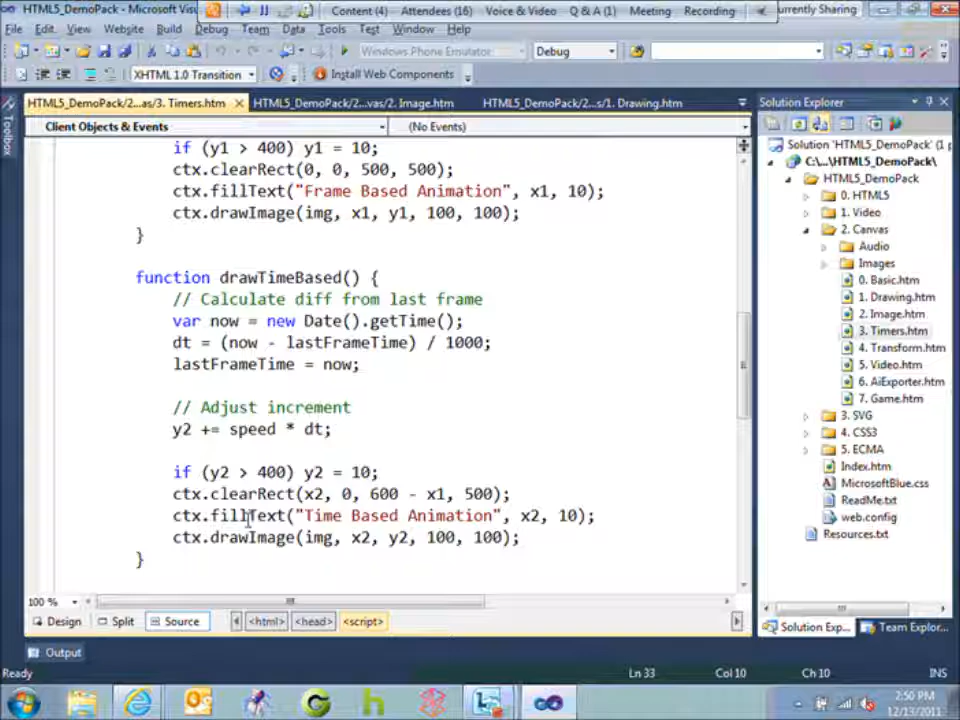 HTML5_DemoPack - Microsoft Visu
Content (4) Attendees (16) Voice & Video Q & A (1) Meeting Recording
urrently Sharing
File Edit View Website Build Debug Team Data Tools Test Window Help
Windows Phone Emulator Debug
XHTML 1.0 Transition Install Web Components
HTML5_DemoPack/2...as/3. Timers.htm HTML5_DemoPack/2...vas/2. Image.htm HTML5_DemoPack/2...s/1. Drawing.htm
Toolbox
Client Objects & Events (No Events)
if (y1 > 400) y1 = 10;
ctx.clearRect(0, 0, 500, 500);
ctx.fillText("Frame Based Animation", x1, 10);
ctx.drawImage(img, x1, y1, 100, 100);
}
function drawTimeBased() {
// Calculate diff from last frame
var now = new Date().getTime();
dt = (now - lastFrameTime) / 1000;
lastFrameTime = now;
// Adjust increment
y2 += speed * dt;
if (y2 > 400) y2 = 10;
ctx.clearRect(x2, 0, 600 - x1, 500);
ctx.fillText("Time Based Animation", x2, 10);
ctx.drawImage(img, x2, y2, 100, 100);
}
100 %
Design Split Source <html> <head> <script>
Solution Explorer
Solution 'HTML5_DemoPack' (1 p
C:\...\HTML5_DemoPack\
HTML5_DemoPack
0. HTML5
1. Video
2. Canvas
Audio
Images
0. Basic.htm
1. Drawing.htm
2. Image.htm
3. Timers.htm
4. Transform.htm
5. Video.htm
6. AiExporter.htm
7. Game.htm
3. SVG
4. CSS3
5. ECMA
Index.htm
MicrosoftBlue.css
ReadMe.txt
web.config
Resources.txt
Solution Exp... Team Explor...
Output
Ready Ln 33 Col 10 Ch 10 INS
2:50 PM
12/13/2011